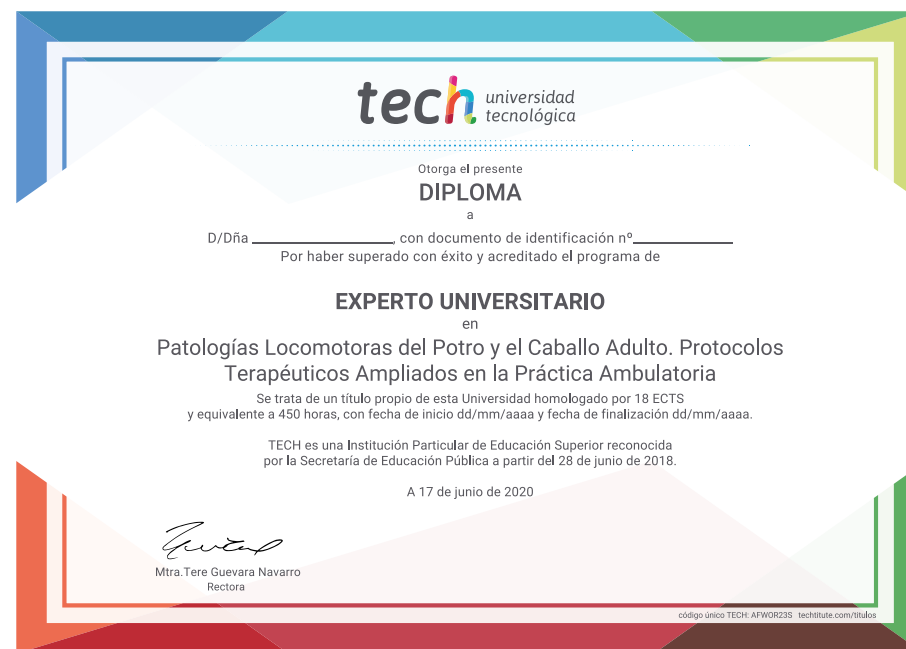 tech universidad
tecnológica
Otorga el presente
DIPLOMA
a
D/Dña ____________________, con documento de identificación nº______________
Por haber superado con éxito y acreditado el programa de
EXPERTO UNIVERSITARIO
en
Patologías Locomotoras del Potro y el Caballo Adulto. Protocolos
Terapéuticos Ampliados en la Práctica Ambulatoria
Se trata de un título propio de esta Universidad homologado por 18 ECTS
y equivalente a 450 horas, con fecha de inicio dd/mm/aaaa y fecha de finalización dd/mm/aaaa.
TECH es una Institución Particular de Educación Superior reconocida
por la Secretaría de Educación Pública a partir del 28 de junio de 2018.
A 17 de junio de 2020
Mtra.Tere Guevara Navarro
Rectora
código único TECH: AFWOR23S techtitute.com/titulos